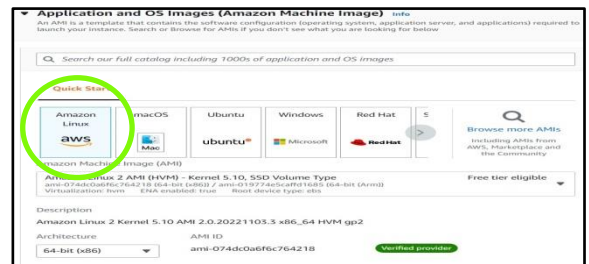 Application and OS Images (Amazon Machine Image) Info
An AMI is a template that contains the software configuration (operating system, application server, and applications) required to
launch your instance. Search or Browse for AMIs if you don't see what you are looking for
below
Search our full catalog including 1000s of application and OS images
Quick Star
Amazon Linux
aws
macOS
Mac
Ubuntu
ubuntu
Windows
Microsoft
Red Hat
Red Hat
S
Browse more AMIs
Including AMIs from
AWS, Marketplace and
the Community
Amazon Machine Image (AMI)
Amazon Linux 2 AMI (HVM) - Kernel 5.10, SSD Volume Type
Free tier eligible
ami-074dc0a6f6c764218 (64-bit (x86)) / ami-019774e5caffd1685 (64-bit (Arm))
Virtualization: hvm ENA enabled: true Root device type: ebs
Description
Amazon Linux 2 Kernel 5.10 AMI 2.0.20221103.3 x86_64 HVM gp2
Architecture
AMI ID
64-bit (x86)
ami-074dc0a6f6c764218
Verified provider